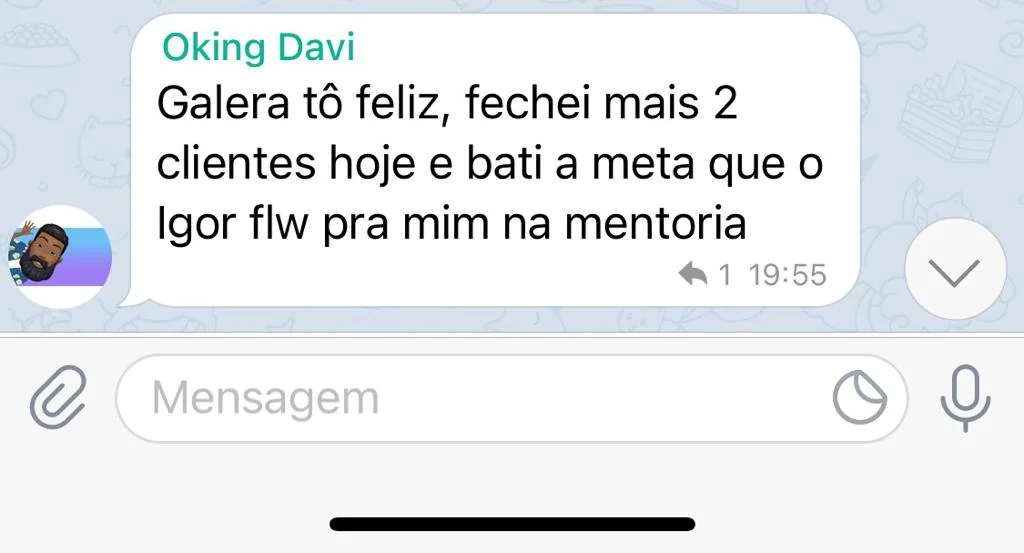 Oking Davi
Galera tô feliz, fechei mais 2
clientes hoje e bati a meta que o
Igor flw pra mim na mentoria
1 19:55
Mensagem